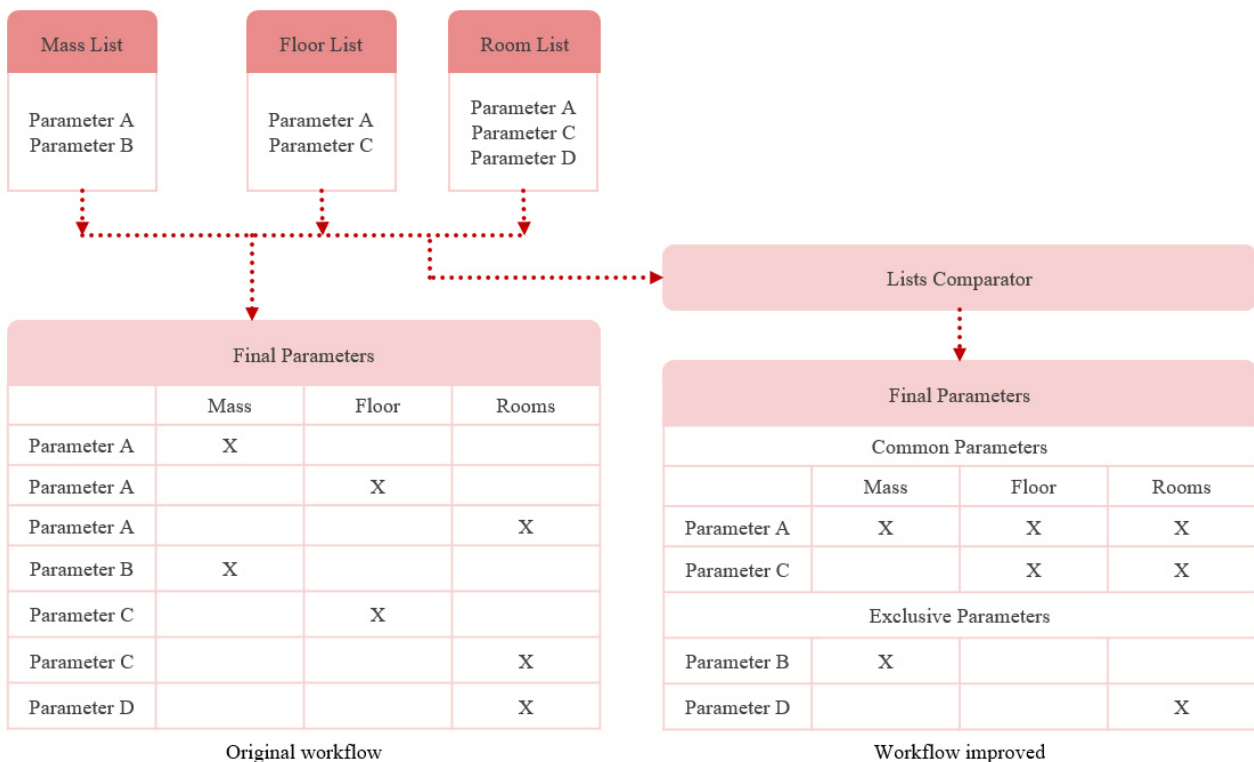 Mass List
Floor List
Room List
Parameter A
Parameter B
Parameter A
Parameter C
Parameter A
Parameter C
Parameter D
Lists Comparator
Final Parameters
Mass Floor Rooms
Parameter A X
Parameter A X
Parameter A X
Parameter B X
Parameter C X
Parameter C X
Parameter D X
Original workflow
Final Parameters
Common Parameters
Mass Floor Rooms
Parameter A X X X
Parameter C X X
Exclusive Parameters
Parameter B X
Parameter D X
Workflow improved